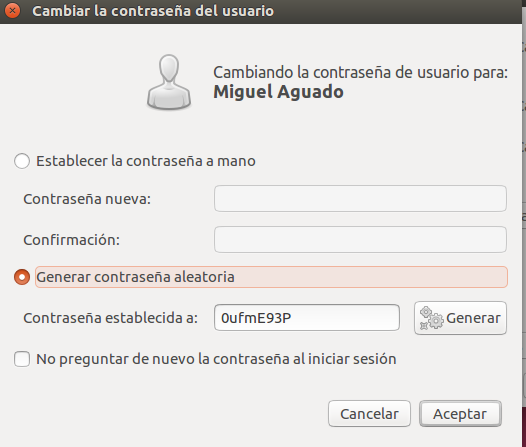 Cambiar la contraseña del usuario
Cambiando la contraseña de usuario para:
Miguel Aguado
Establecer la contraseña a mano
Contraseña nueva:
Confirmación:
Generar contraseña aleatoria
Contraseña establecida a: 0ufmE93P Generar
No preguntar de nuevo la contraseña al iniciar sesión
Cancelar Aceptar